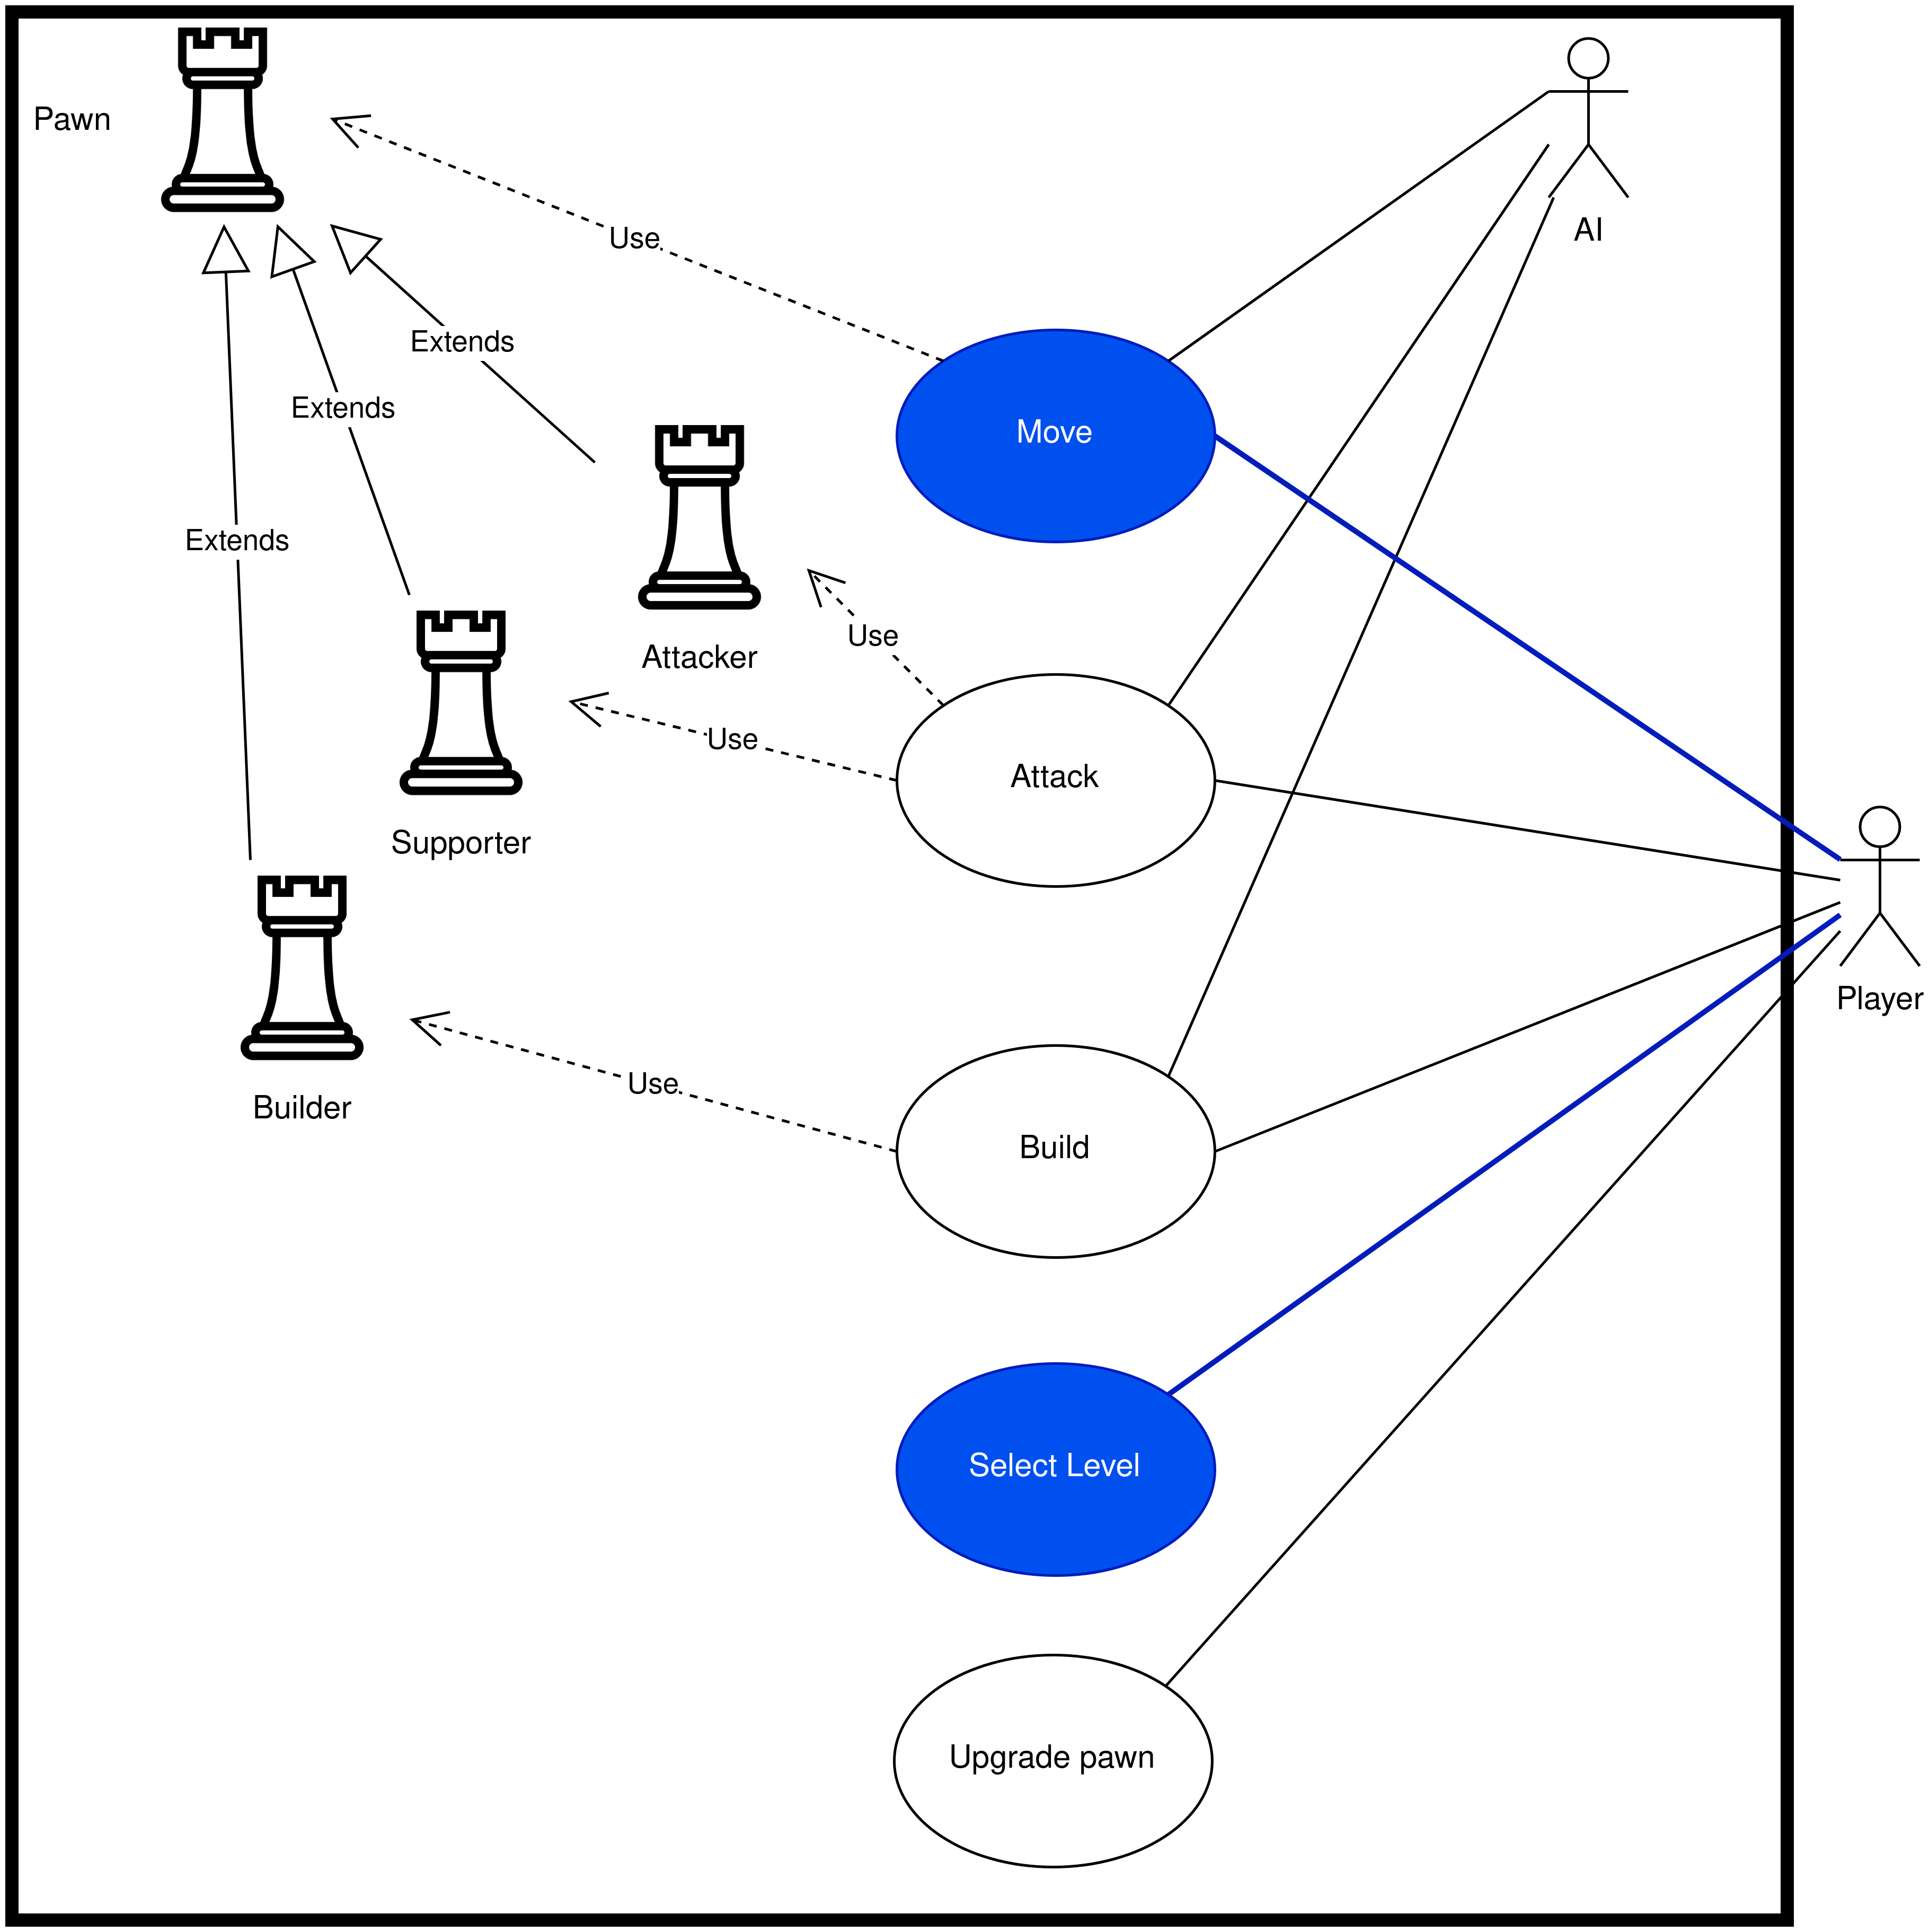 Pawn
AI
Use
Extends
Extends
Move
Extends
Use
Attacker
Use
Attack
Supporter
Player
Use
Builder
Build
Select Level
Upgrade pawn